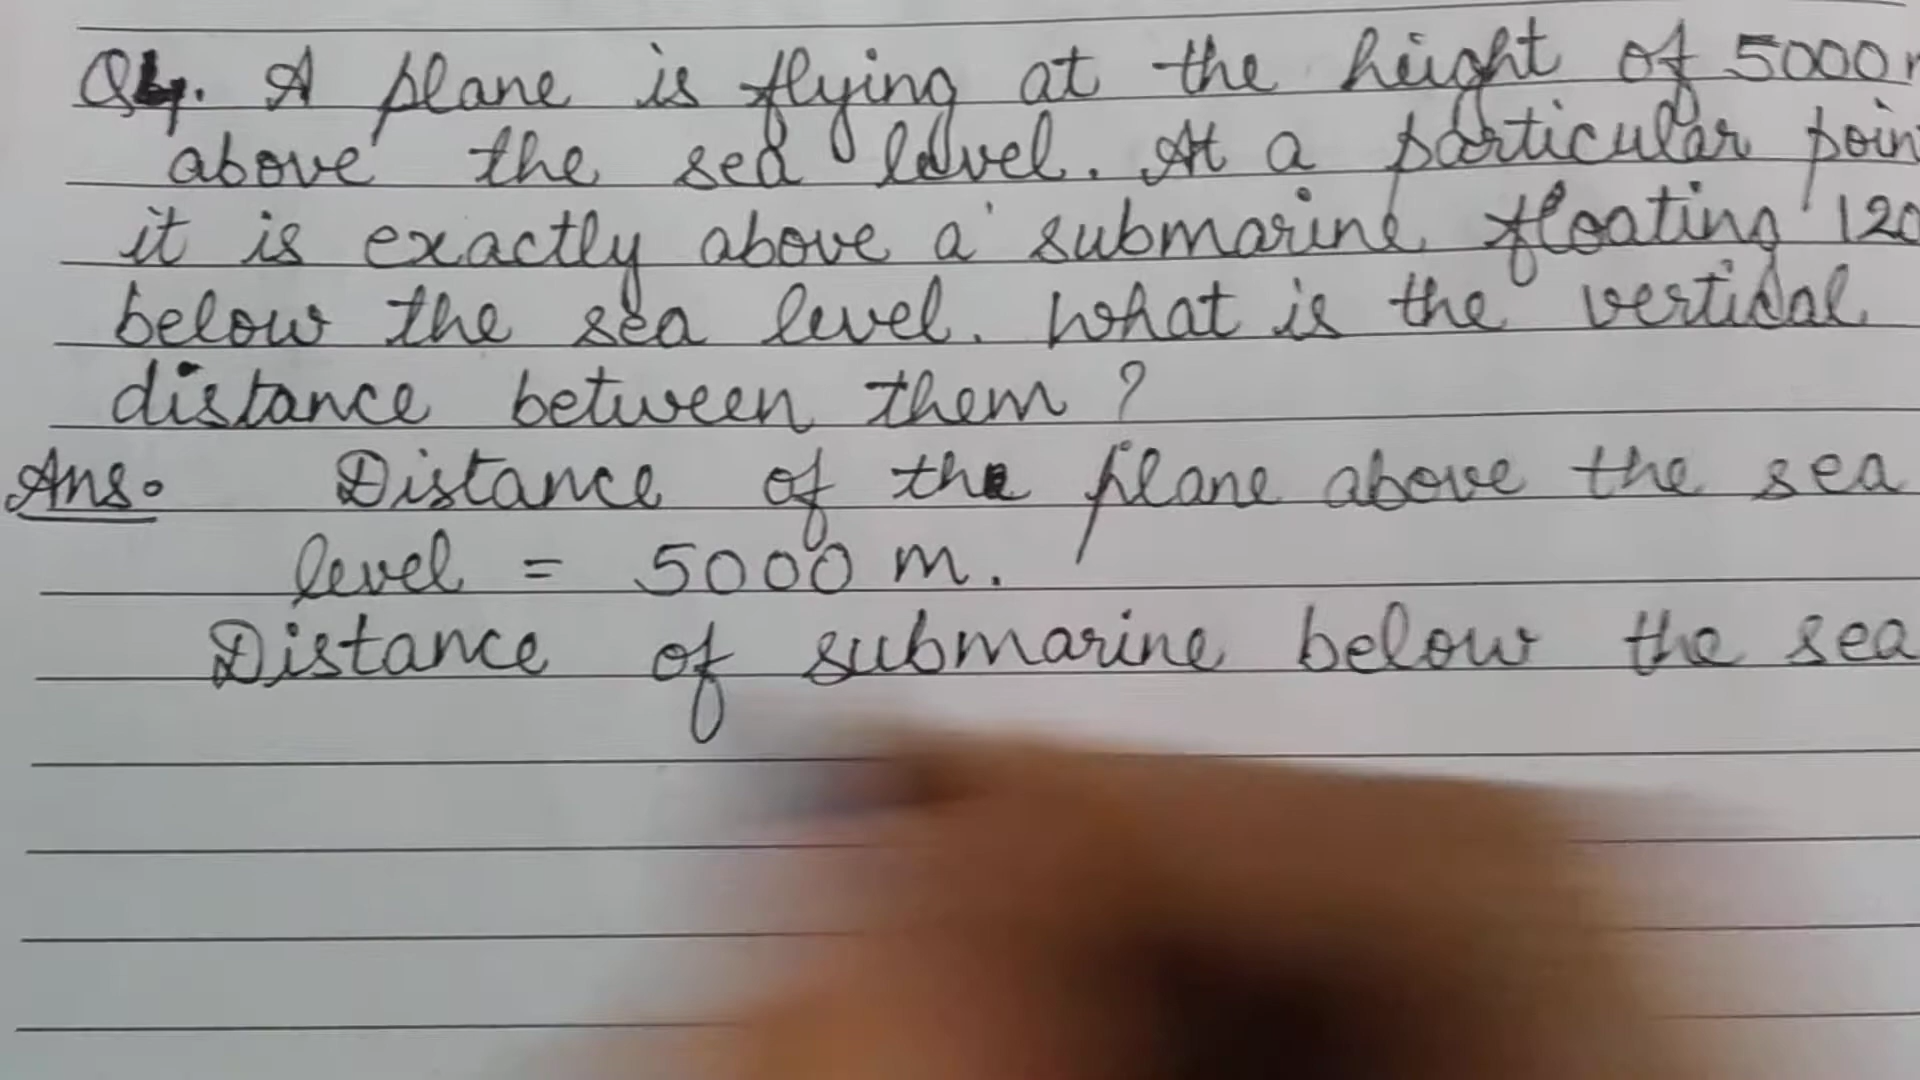 Q4. A plane is flying at the height of 5000
above the sea level. At a particular poin
it is exactly above a submarine floating 120
below the sea level. What is the vertical
distance between them ?
Ans. Distance of the plane above the sea
level = 5000 m.
Distance of submarine below the sea